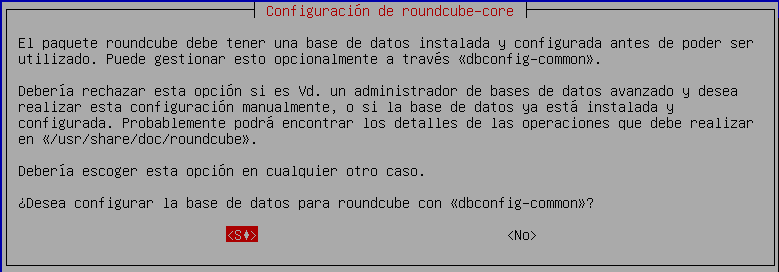 Configuración de roundcube-core
El paquete roundcube debe tener una base de datos instalada y configurada antes de poder ser
utilizado. Puede gestionar esto opcionalmente a través «dbconfig-common».
Debería rechazar esta opción si es Vd. un administrador de bases de datos avanzado y desea
realizar esta configuración manualmente, o si la base de datos ya está instalada y
configurada. Probablemente podrá encontrar los detalles de las operaciones que debe realizar
en «/usr/share/doc/roundcube».
Debería escoger esta opción en cualquier otro caso.
¿Desea configurar la base de datos para roundcube con «dbconfig-common»?
<S♦> <No>